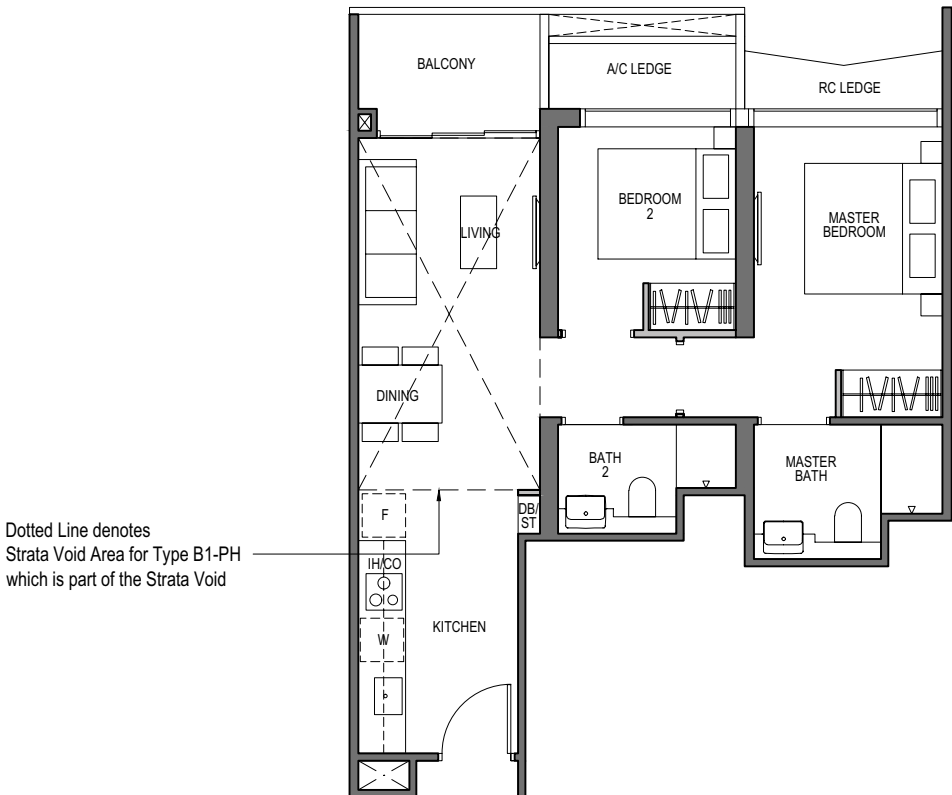 BALCONY
A/C LEDGE
RC LEDGE
LIVING
BEDROOM
2
MASTER
BEDROOM
DINING
BATH
2
MASTER
BATH
F
DB/
ST
Dotted Line denotes
Strata Void Area for Type B1-PH
which is part of the Strata Void
IH/CO
KITCHEN
W